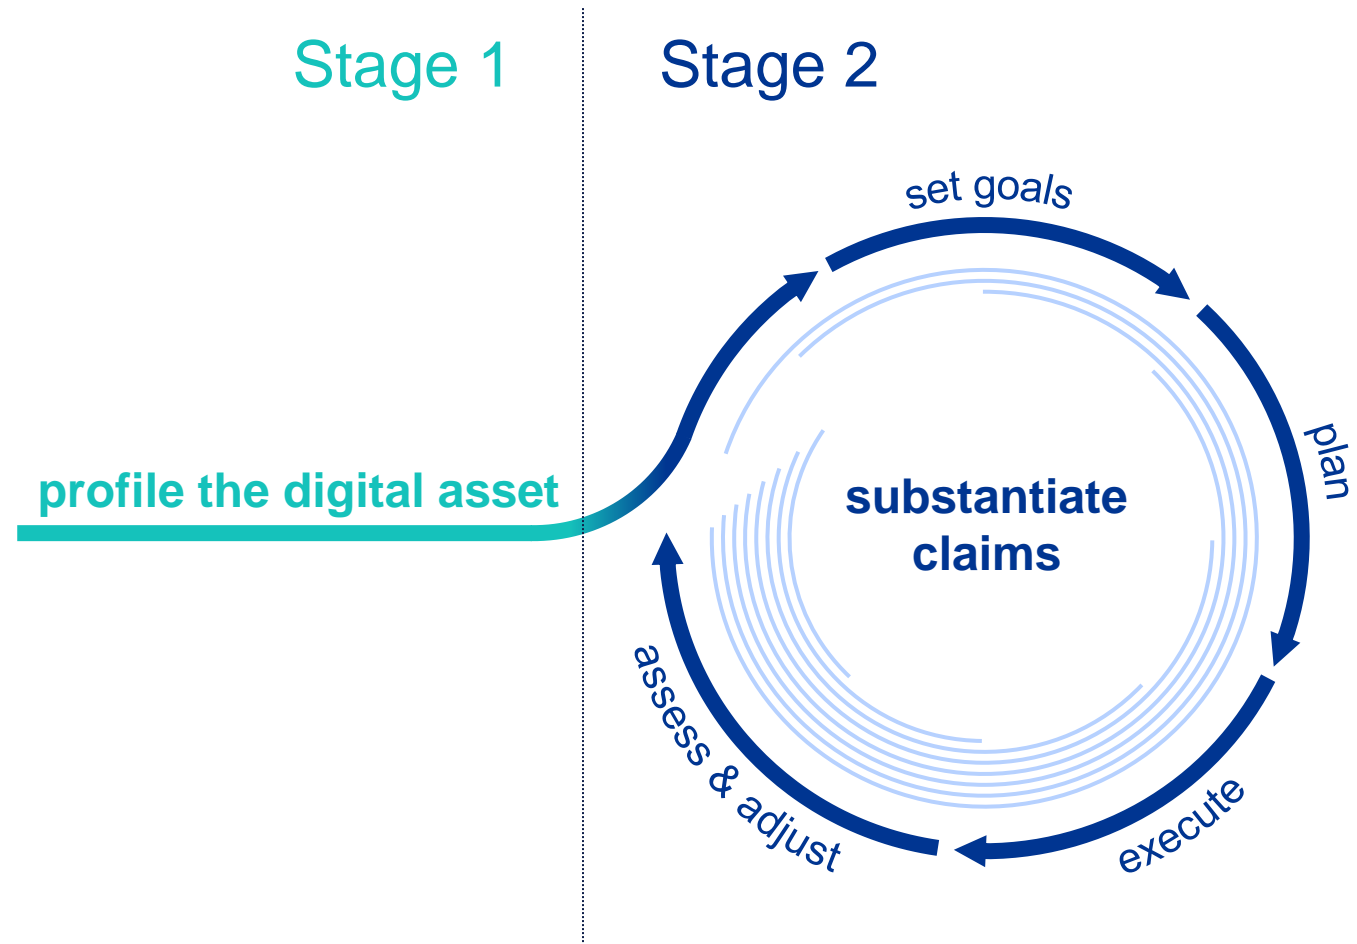 Stage 1
Stage 2
set goals
plan
profile the digital asset
substantiate
claims
assess & adjust
execute